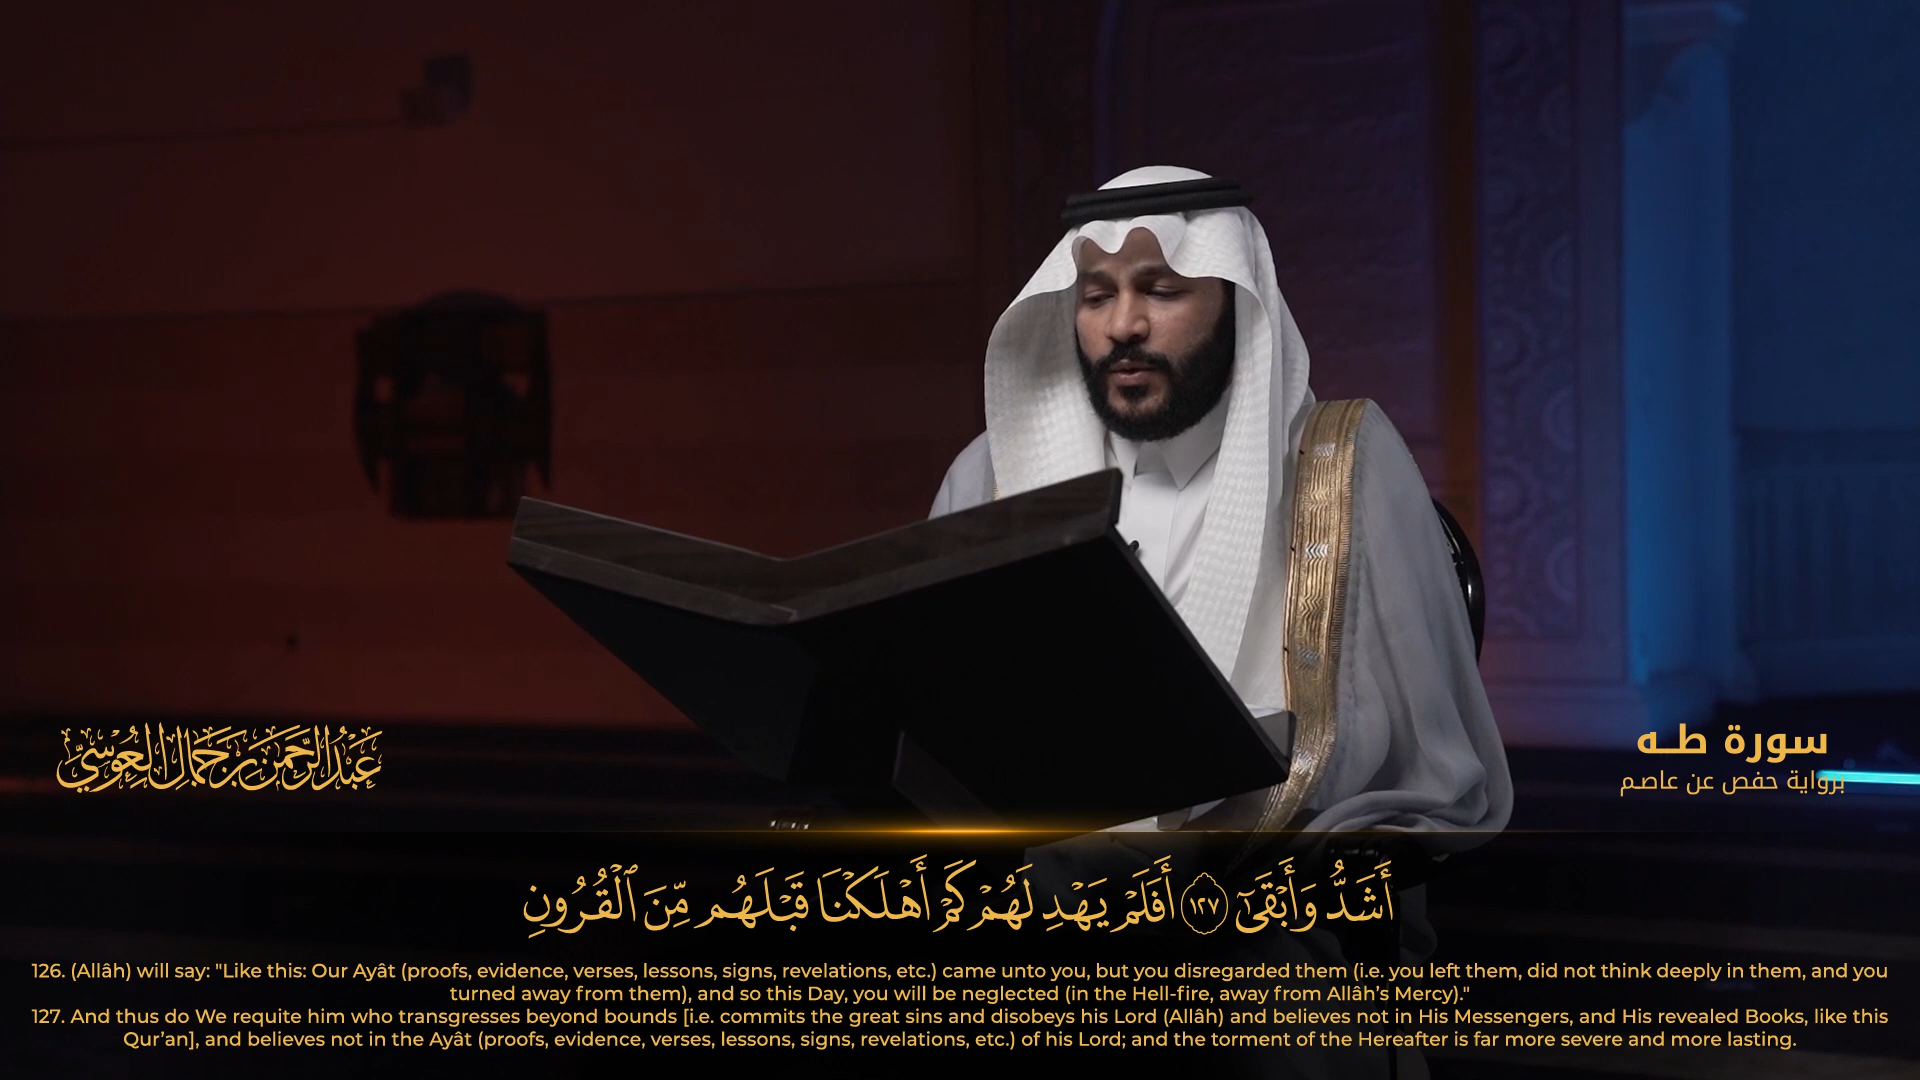 عَبْدُ الرَّحْمَٰنِ بْنِ جَمَالِ الْعُوسِيِّ
سورة طـه
برواية حفص عن عاصم
أَشَدُّ وَأَبْقَىٰٓ ١٢٧ أَفَلَمْ يَهْدِ لَهُمْ كَمْ أَهْلَكْنَا قَبْلَهُم مِّنَ ٱلْقُرُونِ
126. (Allâh) will say: "Like this: Our Ayât (proofs, evidence, verses, lessons, signs, revelations, etc.) came unto you, but you disregarded them (i.e. you left them, did not think deeply in them, and you
turned away from them), and so this Day, you will be neglected (in the Hell-fire, away from Allâh’s Mercy)."
127. And thus do We requite him who transgresses beyond bounds [i.e. commits the great sins and disobeys his Lord (Allâh) and believes not in His Messengers, and His revealed Books, like this
Qur’an], and believes not in the Ayât (proofs, evidence, verses, lessons, signs, revelations, etc.) of his Lord; and the torment of the Hereafter is far more severe and more lasting.